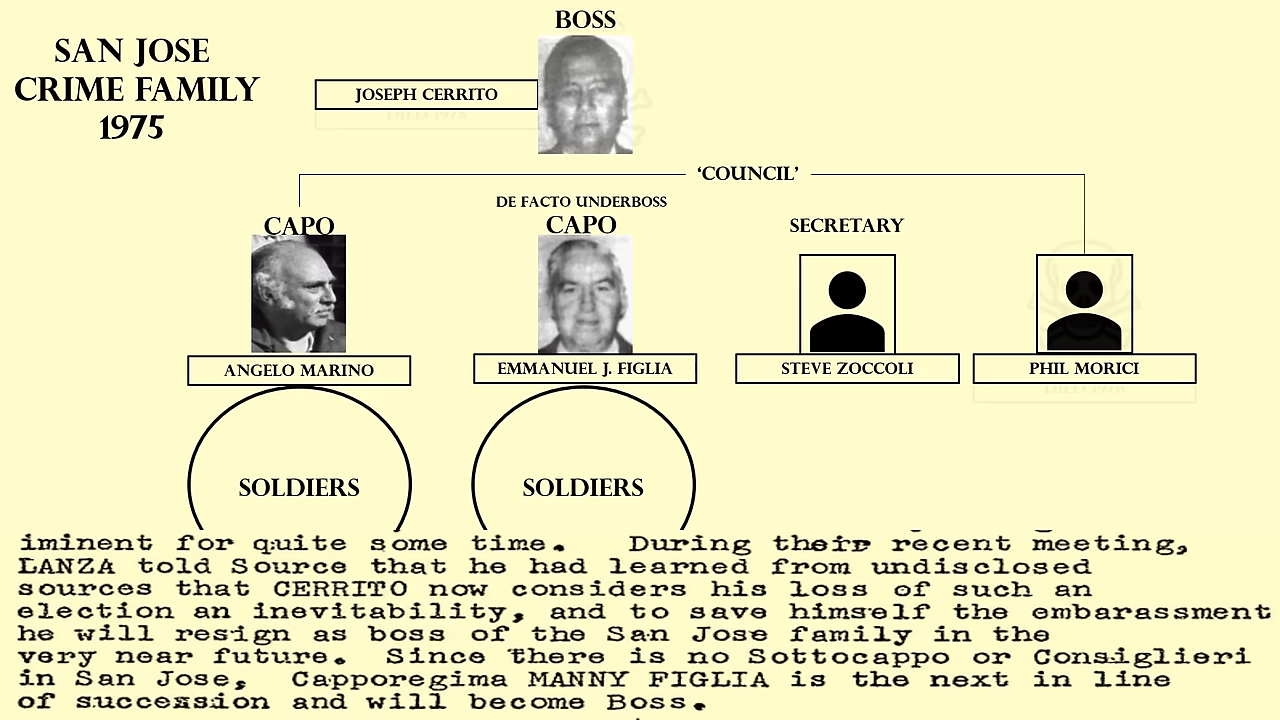 BOSS
SAN JOSE
CRIME FAMILY
1975
JOSEPH CERRITO
DIED 1978
'COUNCIL'
DE FACTO UNDERBOSS
CAPO
CAPO
SECRETARY
ANGELO MARINO
EMMANUEL J. FIGLIA
STEVE ZOCCOLI
PHIL MORICI
DIED 1976
SOLDIERS
SOLDIERS
iminent for quite some time. During their recent meeting,
LANZA told Source that he had learned from undisclosed
sources that CERRITO now considers his loss of such an
election an inevitability, and to save himself the embarassment
he will resign as boss of the San Jose family in the
very near future. Since there is no Sottocappo or Consiglieri
in San Jose, Capporegima MANNY FIGLIA is the next in line
of succession and will become Boss.